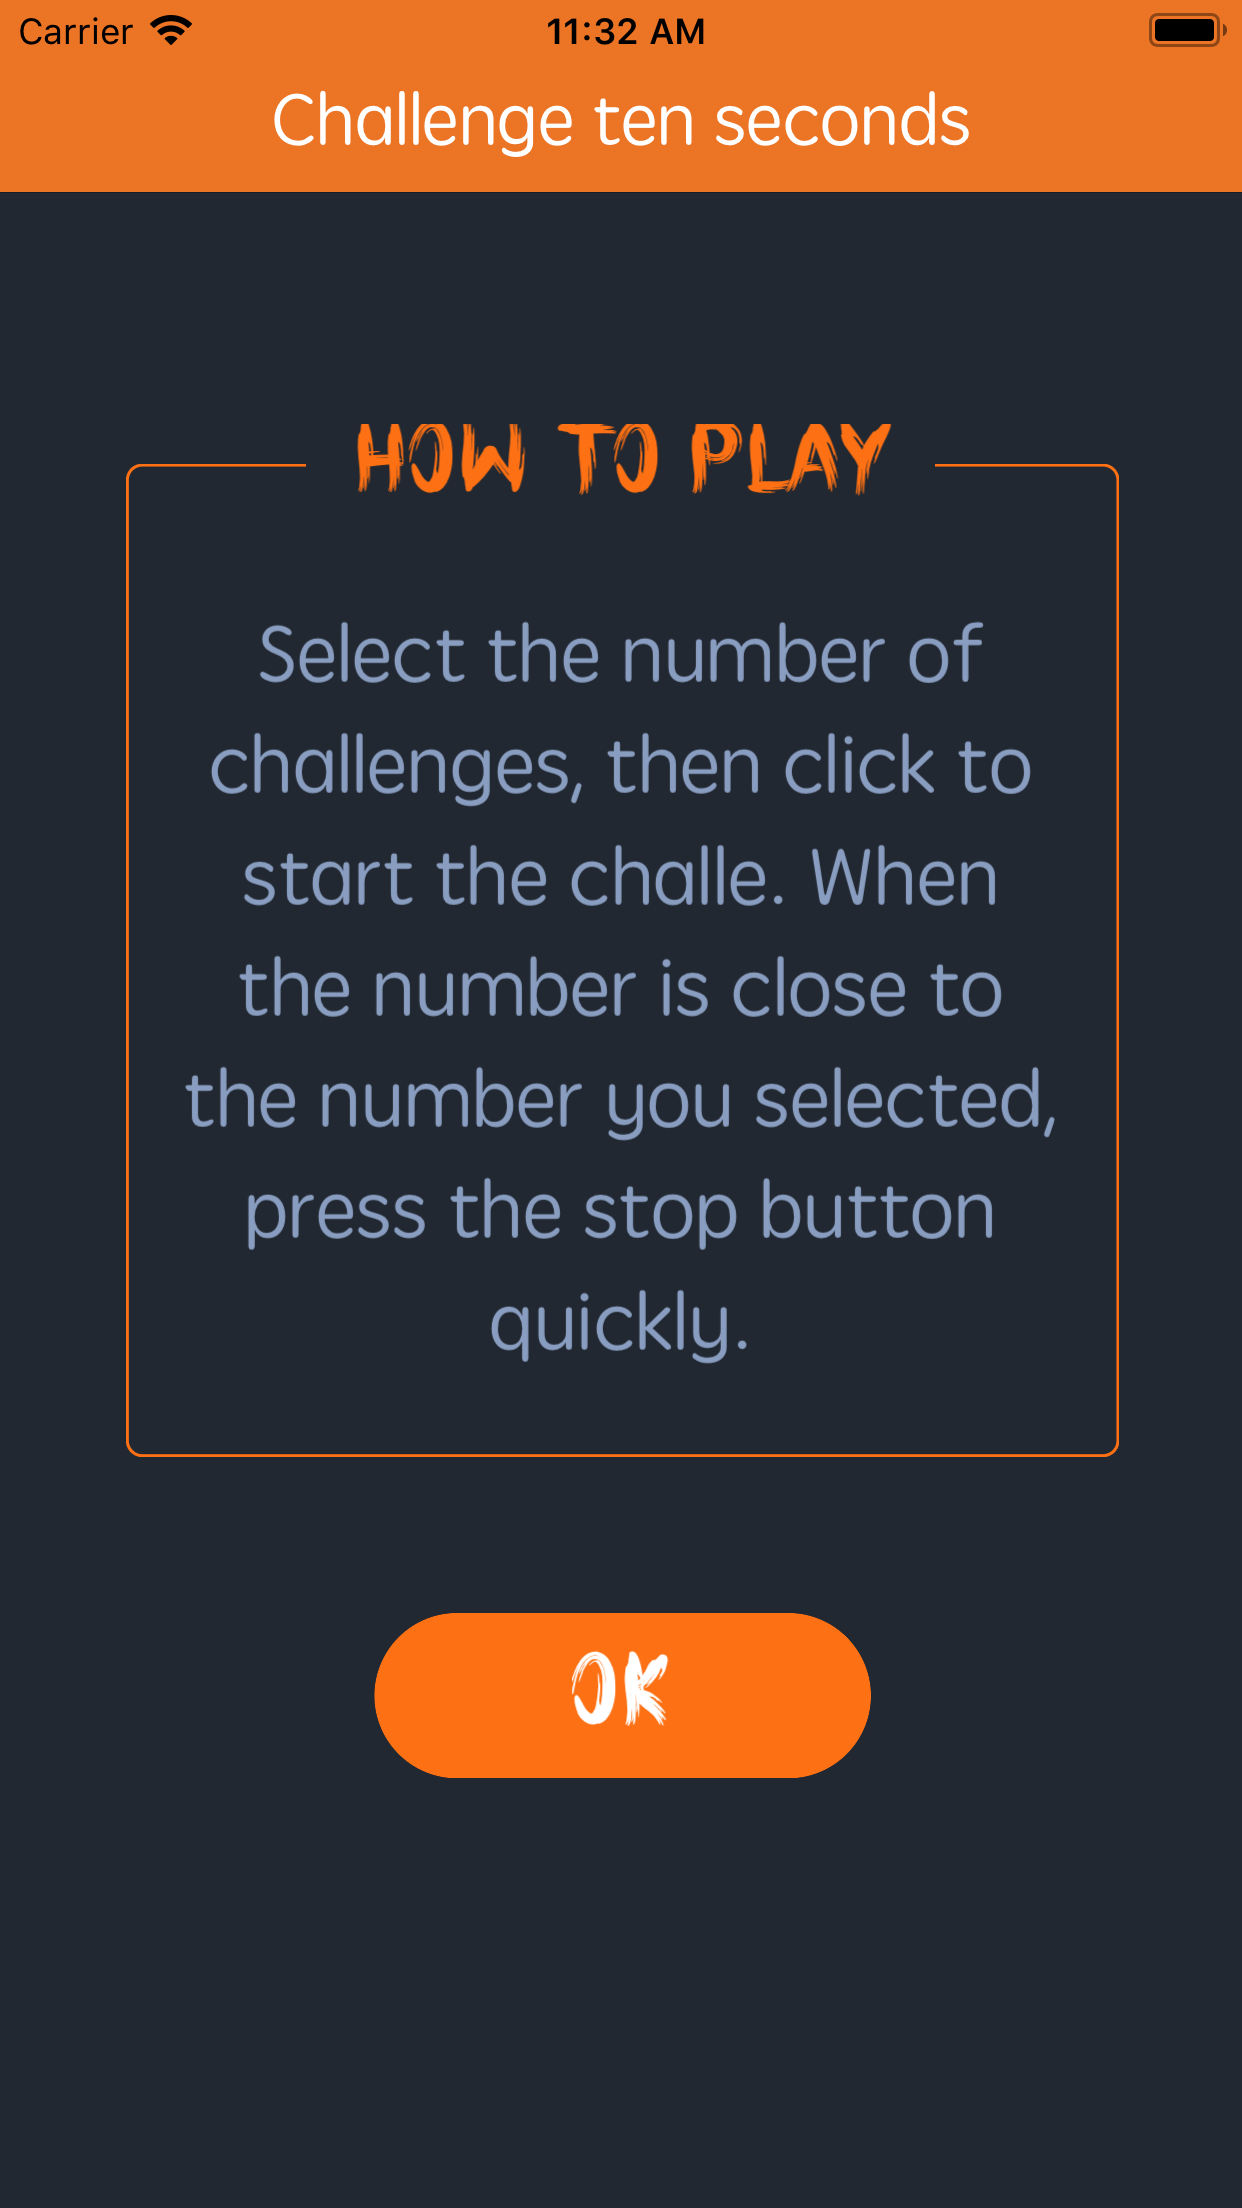 Carrier 11:32 AM
Challenge ten seconds
HOW TO PLAY
Select the number of
challenges, then click to
start the challe. When
the number is close to
the number you selected,
press the stop button
quickly.
OK